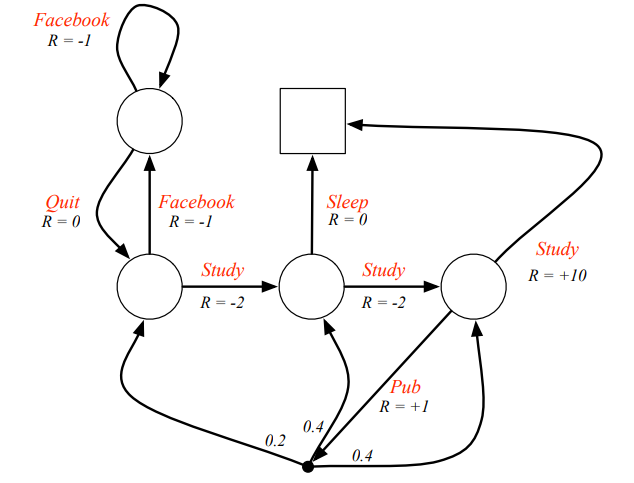 Facebook
R = -1
Quit
R = 0
Facebook
R = -1
Sleep
R = 0
Study
R = -2
Study
R = -2
Study
R = +10
Pub
R = +1
0.2
0.4
0.4